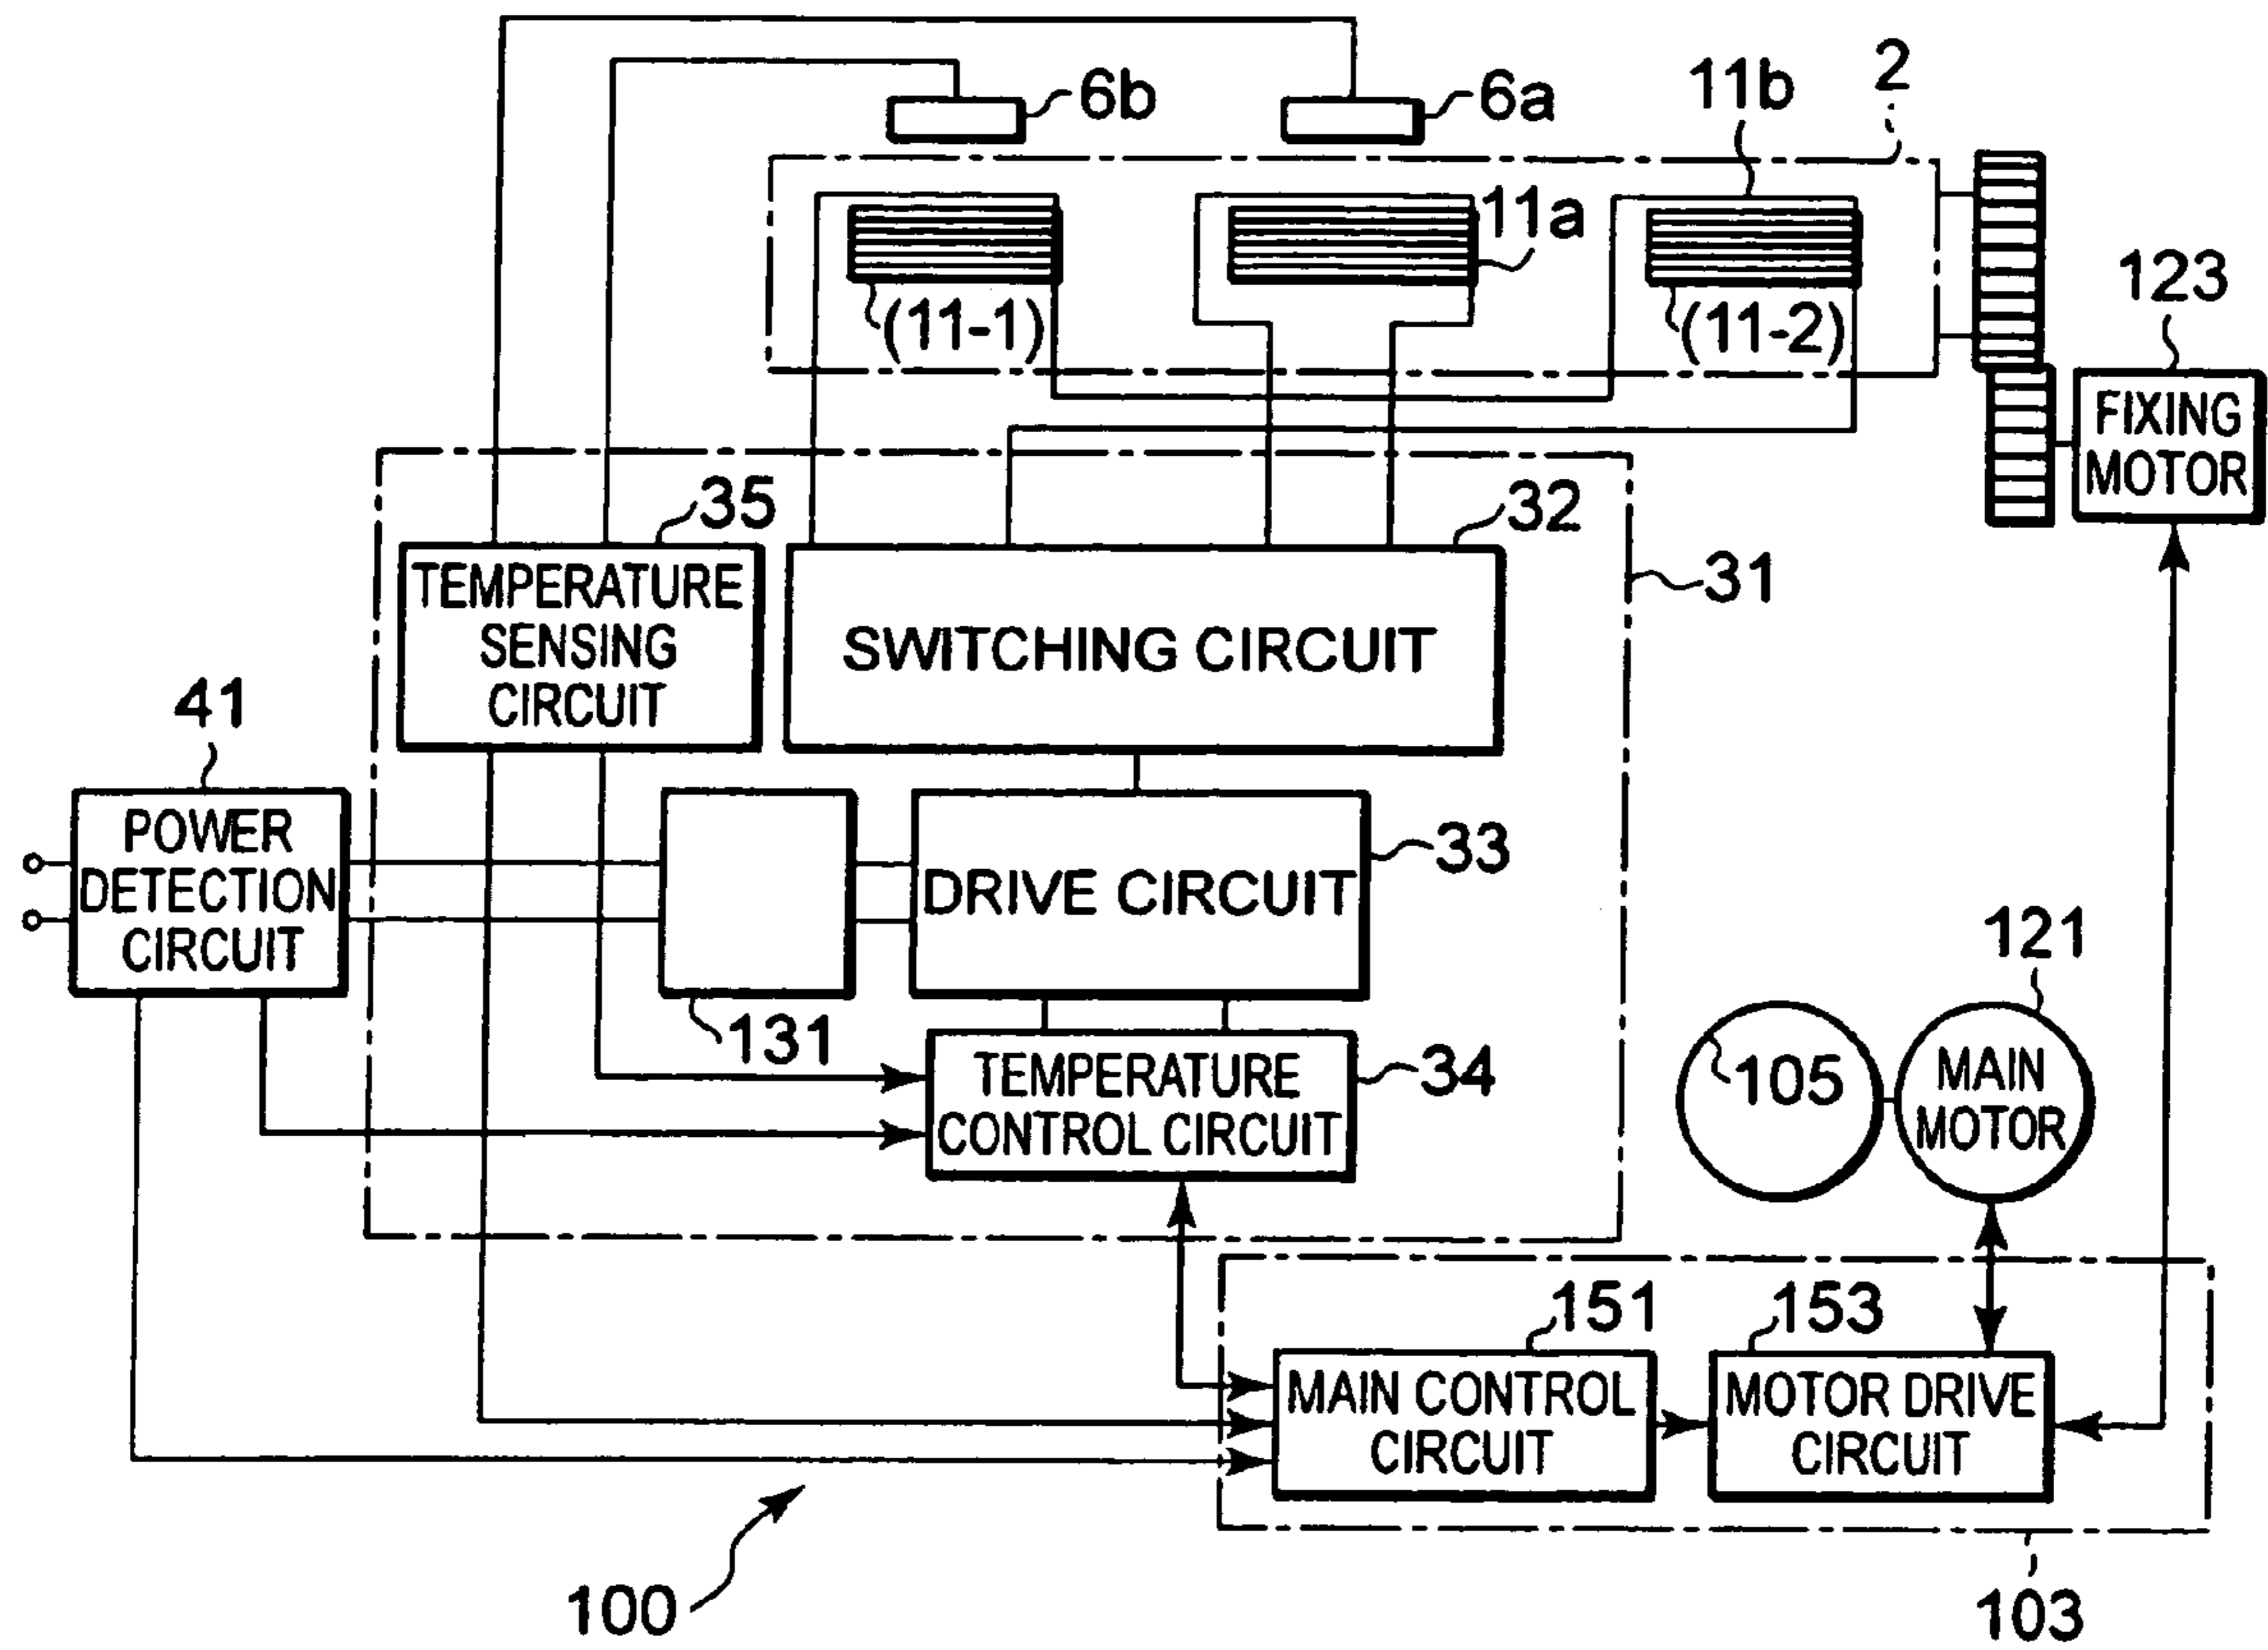 2
6b
6a
11b
11a
(11-1)
(11-2)
123
FIXING
MOTOR
35
32
31
TEMPERATURE
SENSING
CIRCUIT
SWITCHING CIRCUIT
41
POWER
DETECTION
CIRCUIT
33
DRIVE CIRCUIT
131
121
105
MAIN
MOTOR
34
TEMPERATURE
CONTROL CIRCUIT
151
153
MAIN CONTROL
CIRCUIT
MOTOR DRIVE
CIRCUIT
100
103